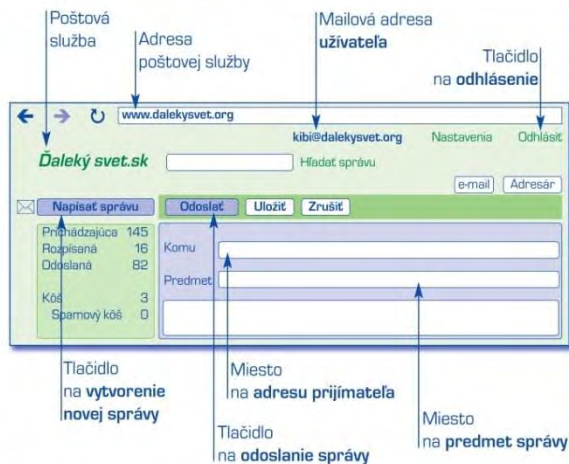 Poštová
služba
Adresa
poštovej služby
Mailová adresa
užívateľa
Tlačidlo
na odhlásenie
www.dalekysvet.org
kibi@dalekysvet.org
Nastavenia
Odhlásiť
Ďaleký svet.sk
Hľadať správu
e-mail
Adresár
Napísať správu
Odoslať
Uložiť
Zrušiť
Prichádzajúca 145
Rozpísaná 16
Odoslaná 82
Kôš 3
Spamový kôš 0
Komu
Predmet
Tlačidlo
na vytvorenie
novej správy
Miesto
na adresu prijímateľa
Tlačidlo
na odoslanie správy
Miesto
na predmet správy